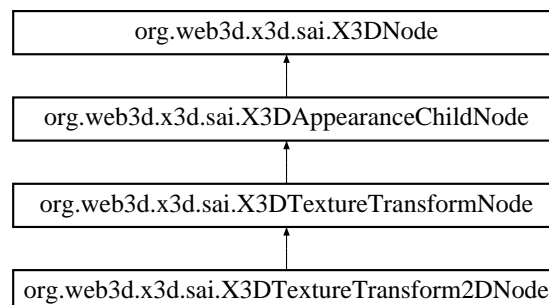 org.web3d.x3d.sai.X3DNode
org.web3d.x3d.sai.X3DAppearanceChildNode
org.web3d.x3d.sai.X3DTextureTransformNode
org.web3d.x3d.sai.X3DTextureTransform2DNode